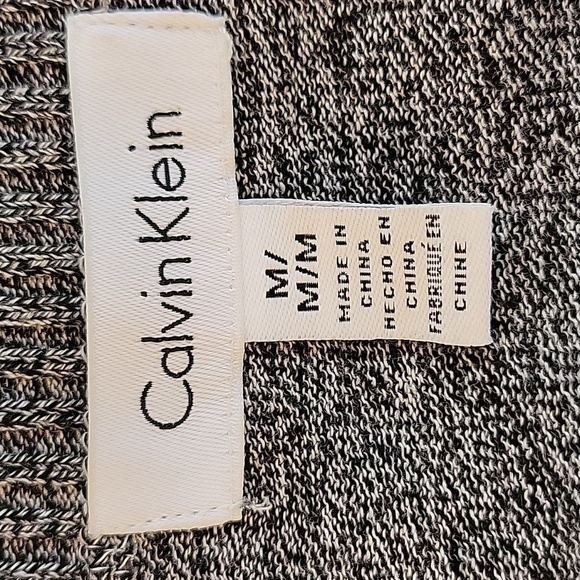 Calvin Klein
M/
M/M
MADE IN
CHINA
HECHO EN
CHINA
FABRIQUÉ EN
CHINE